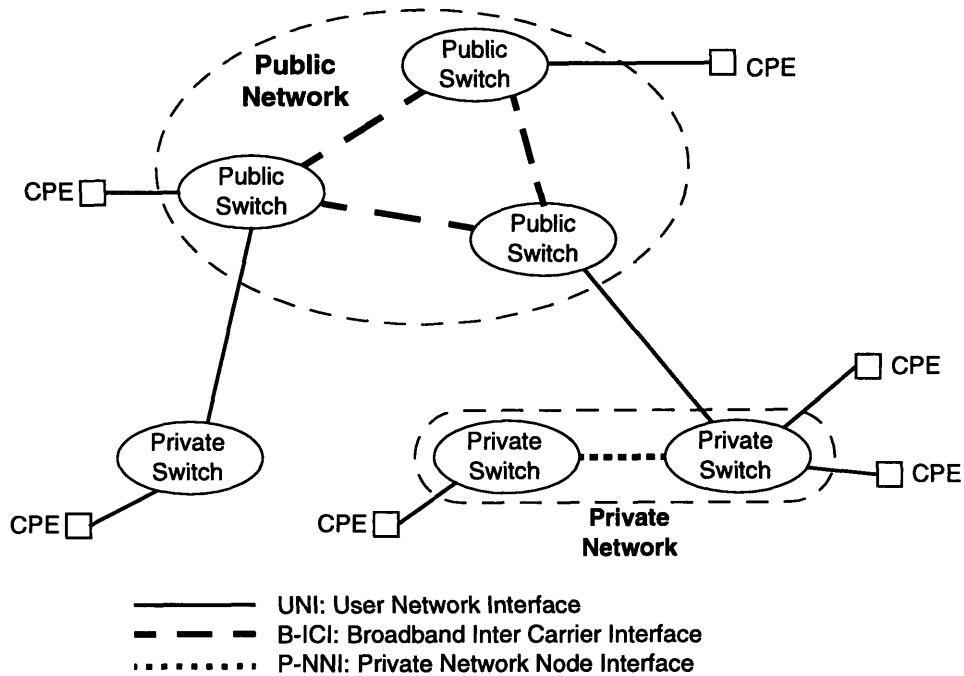 Public
Network
Public
Switch
CPE
CPE
Public
Switch
Public
Switch
CPE
Private
Switch
Private
Switch
Private
Switch
CPE
CPE
CPE
Private
Network
UNI: User Network Interface
B-ICI: Broadband Inter Carrier Interface
P-NNI: Private Network Node Interface